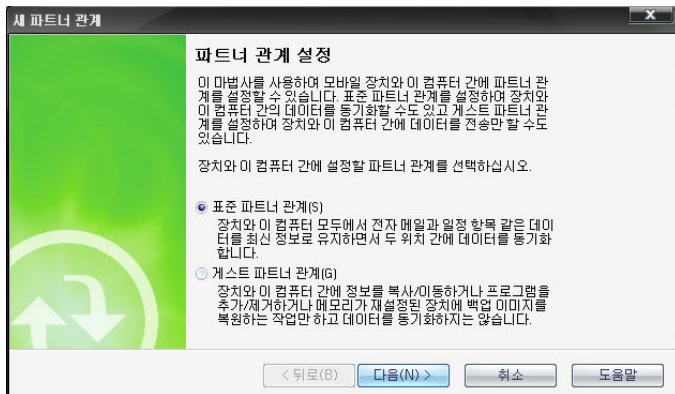 새 파트너 관계
파트너 관계 설정
이 마법사를 사용하여 모바일 장치와 이 컴퓨터 간에 파트너 관
계를 설정할 수 있습니다. 표준 파트너 관계를 설정하여 장치와
이 컴퓨터 간의 데이터를 동기화할 수도 있고 게스트 파트너 관
계를 설정하여 장치와 이 컴퓨터 간에 데이터를 전송만 할 수도
있습니다.
장치와 이 컴퓨터 간에 설정할 파트너 관계를 선택하십시오.
표준 파트너 관계(S)
장치와 이 컴퓨터 모두에서 전자 메일과 일정 항목 같은 데이
터를 최신 정보로 유지하면서 두 위치 간에 데이터를 동기화
합니다.
게스트 파트너 관계(G)
장치와 이 컴퓨터 간에 정보를 복사/이동하거나 프로그램을
추가/제거하거나 메모리가 재설정된 장치에 백업 이미지를
복원하는 작업만 하고 데이터를 동기화하지는 않습니다.
< 뒤로(B)
다음(N) >
취소
도움말